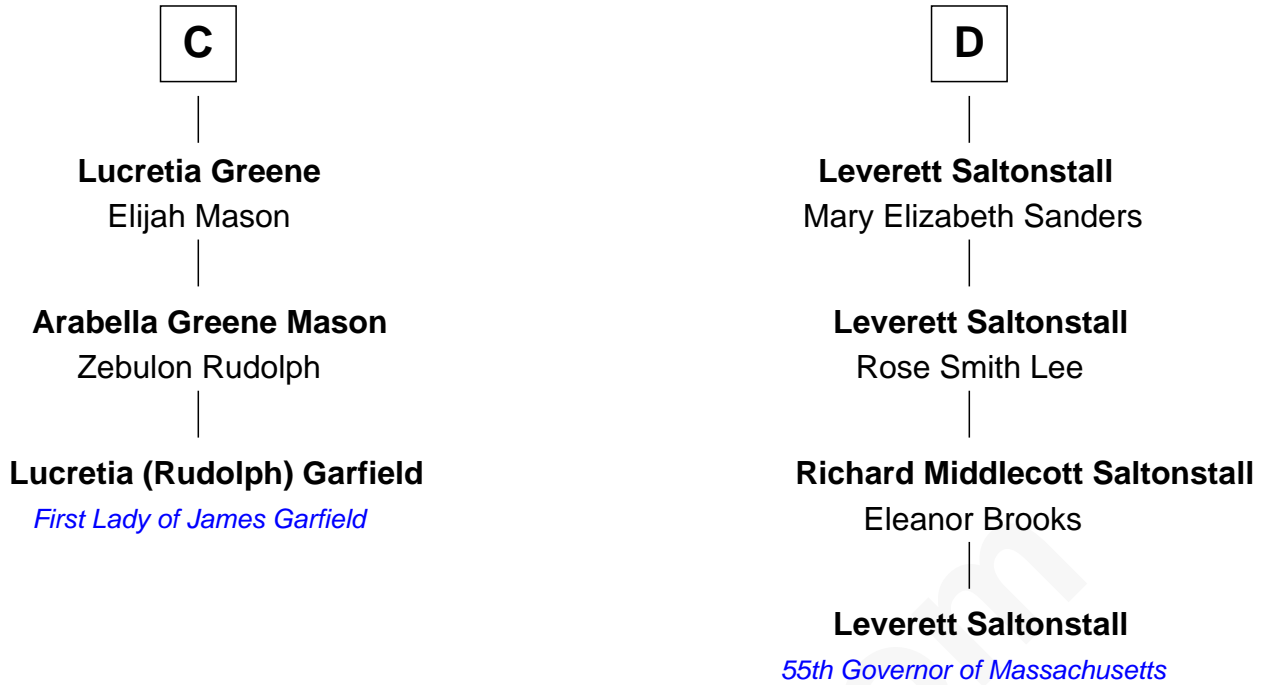 C
Lucretia Greene
Elijah Mason
Arabella Greene Mason
Zebulon Rudolph
Lucretia (Rudolph) Garfield
First Lady of James Garfield
D
Leverett Saltonstall
Mary Elizabeth Sanders
Leverett Saltonstall
Rose Smith Lee
Richard Middlecott Saltonstall
Eleanor Brooks
Leverett Saltonstall
55th Governor of Massachusetts